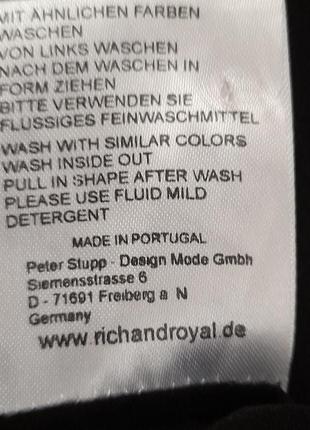 MIT ÄHNLICHEN FARBEN
WASCHEN
VON LINKS WASCHEN
NACH DEM WASCHEN IN
FORM ZIEHEN
BITTE VERWENDEN SIE
FLÜSSIGES FEINWASCHMITTEL
WASH WITH SIMILAR COLORS
WASH INSIDE OUT
PULL IN SHAPE AFTER WASH
PLEASE USE FLUID MILD
DETERGENT
MADE IN PORTUGAL
Peter Stupp - Design Mode Gmbh
Siemensstrasse 6
D - 71691 Freiberg a N
Germany
www.richandroyal.de